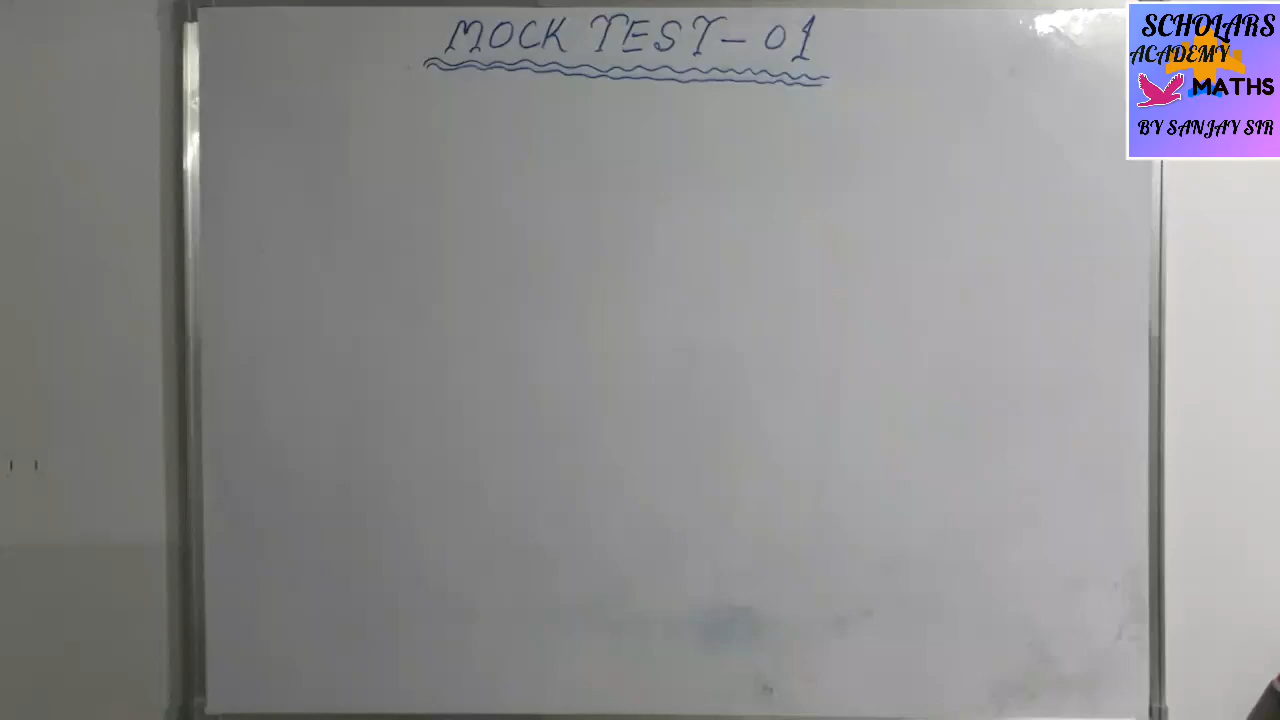 MOCK TEST - 01
SCHOLARS
ACADEMY
MATHS
BY SANJAY SIR